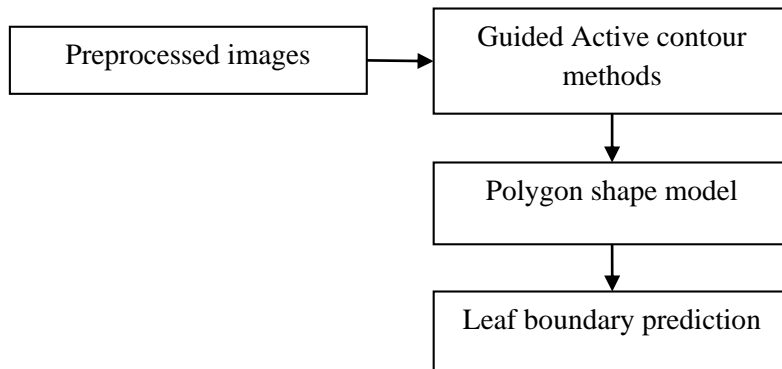 Preprocessed images
Guided Active contour
methods
Polygon shape model
Leaf boundary prediction